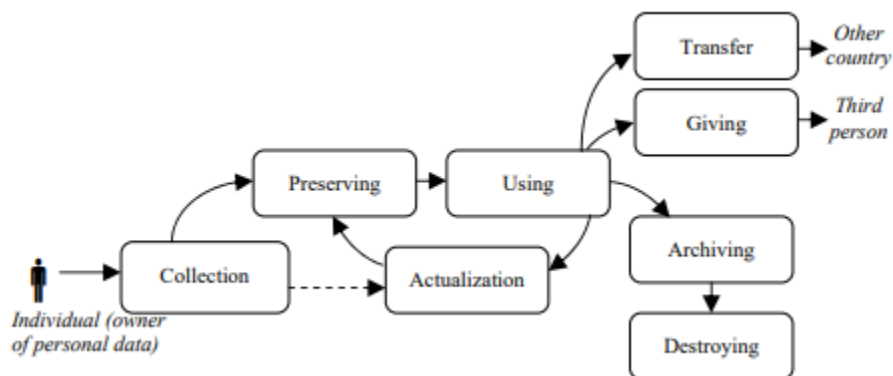 Transfer
Other
country
Giving
Third
person
Preserving
Using
Archiving
Collection
Actualization
Individual (owner
of personal data)
Destroying